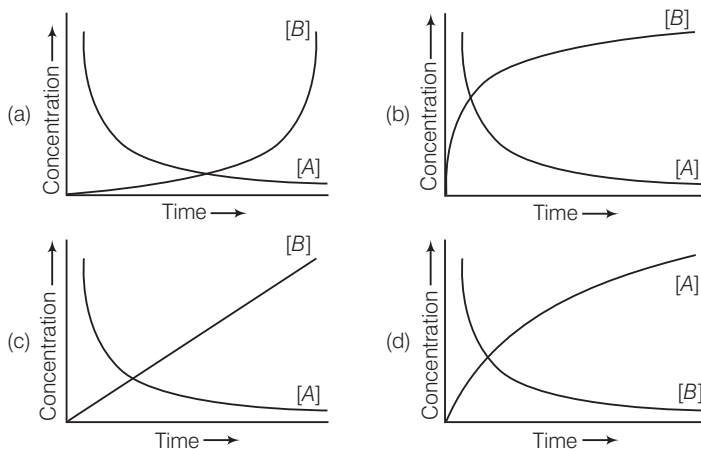 (a)
Concentration
[B]
[A]
Time
(b)
Concentration
[B]
[A]
Time
(c)
Concentration
[B]
[A]
Time
(d)
Concentration
[A]
[B]
Time